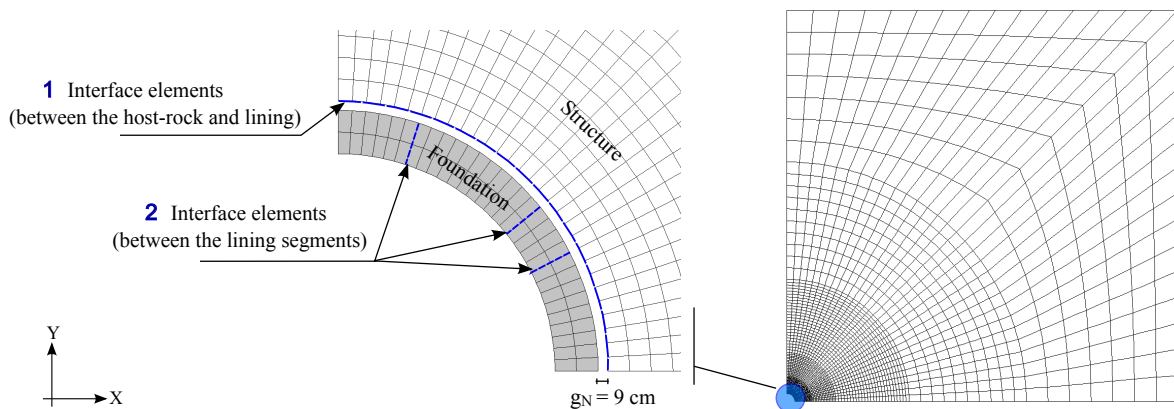 1 Interface elements
(between the host-rock and lining)
Structure
Foundation
2 Interface elements
(between the lining segments)
Y
X
gN = 9 cm